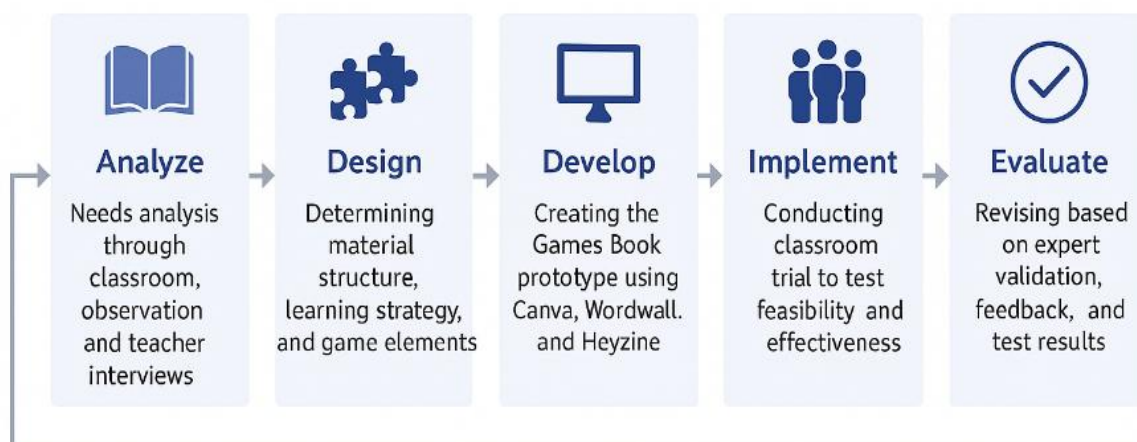 Analyze
Needs analysis
through
classroom,
observation
and teacher
interviews
Design
Determining
material
structure,
learning strategy,
and game elements
Develop
Creating the
Games Book
prototype using
Canva, Wordwall.
and Heyzine
Implement
Conducting
classroom
trial to test
feasibility and
effectiveness
Evaluate
Revising based
on expert
validation,
feedback, and
test results